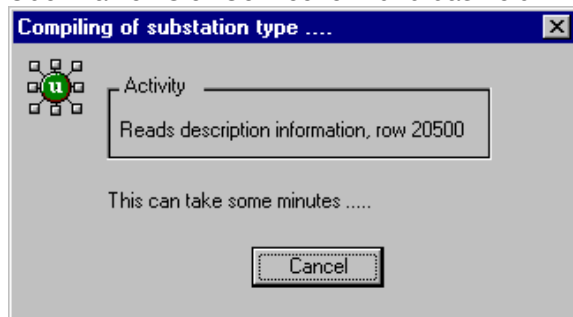 Compiling of substation type ....
u
Activity
Reads description information, row 20500
This can take some minutes .....
Cancel